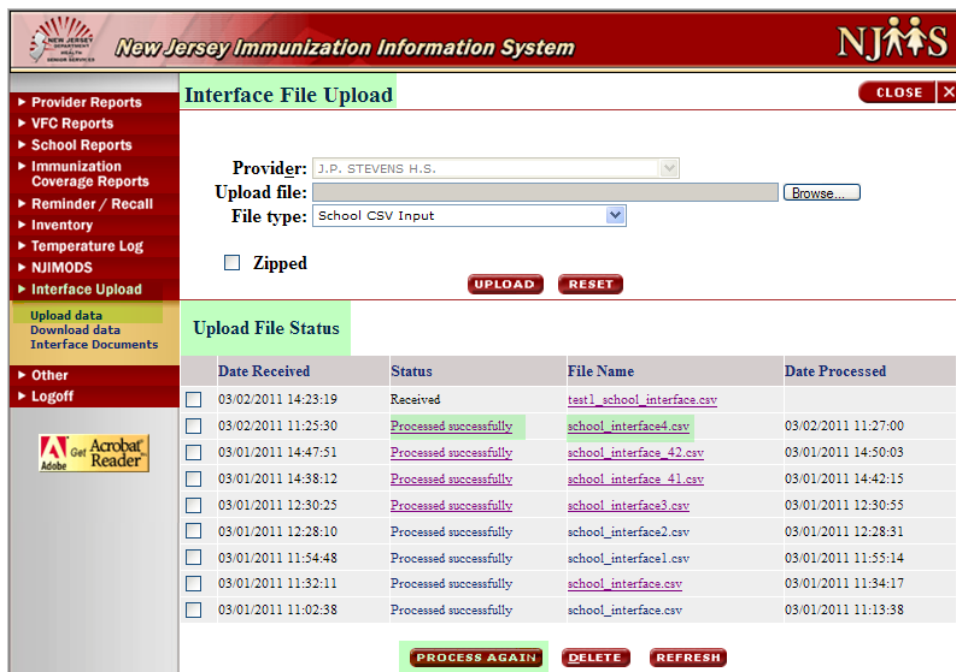 NEW JERSEY
DEPARTMENT
HEALTH
SENIOR SERVICES
New Jersey Immunization Information System
NJIIS
Provider Reports
VFC Reports
School Reports
Immunization
Coverage Reports
Reminder / Recall
Inventory
Temperature Log
NJIMODS
Interface Upload
Upload data
Download data
Interface Documents
Other
Logoff
Adobe
Get Acrobat
Reader
Interface File Upload
CLOSE X
Provider: J.P. STEVENS H.S.
Upload file: Browse...
File type: School CSV Input
Zipped
UPLOAD RESET
Upload File Status
Date Received Status File Name Date Processed
03/02/2011 14:23:19 Received test1_school_interface.csv
03/02/2011 11:25:30 Processed successfully school_interface4.csv 03/02/2011 11:27:00
03/01/2011 14:47:51 Processed successfully school_interface_42.csv 03/01/2011 14:50:03
03/01/2011 14:38:12 Processed successfully school_interface_41.csv 03/01/2011 14:42:15
03/01/2011 12:30:25 Processed successfully school_interface3.csv 03/01/2011 12:30:55
03/01/2011 12:28:10 Processed successfully school_interface2.csv 03/01/2011 12:28:31
03/01/2011 11:54:48 Processed successfully school_interface1.csv 03/01/2011 11:55:14
03/01/2011 11:32:11 Processed successfully school_interface.csv 03/01/2011 11:34:17
03/01/2011 11:02:38 Processed successfully school_interface.csv 03/01/2011 11:13:38
PROCESS AGAIN DELETE REFRESH